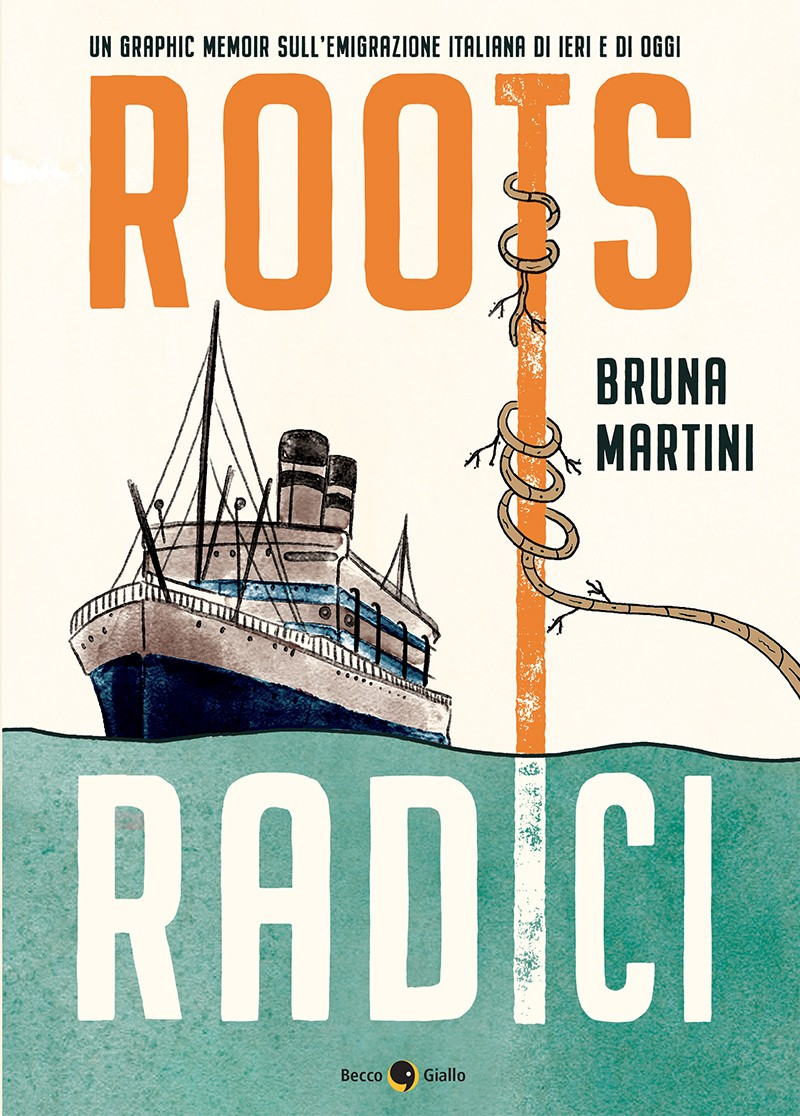 UN GRAPHIC MEMOIR SULL'EMIGRAZIONE ITALIANA DI IERI E DI OGGI
ROOTS
BRUNA
MARTINI
RADICI
Becco Giallo